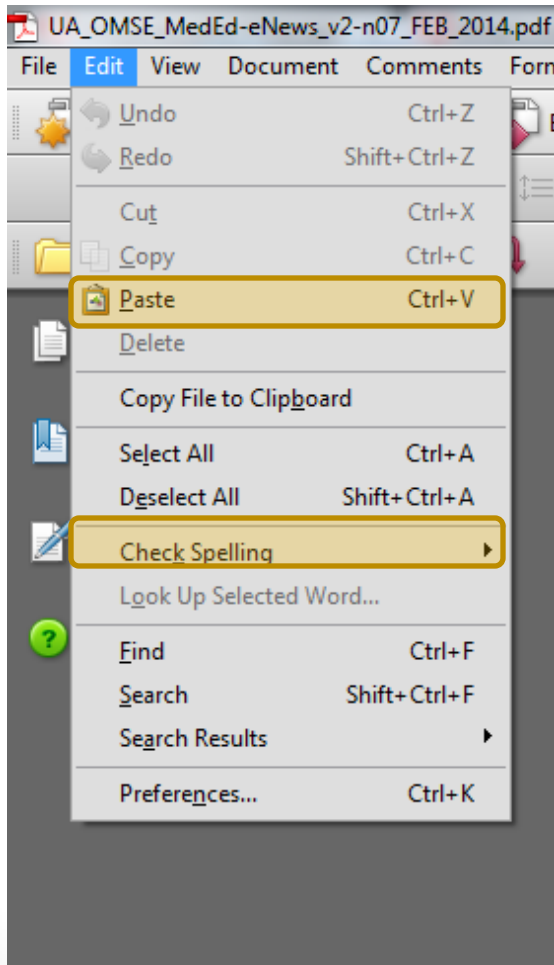 UA_OMSE_MedEd-eNews_v2-n07_FEB_2014.pdf
File Edit View Document Comments Forn
Undo Ctrl+Z
Redo Shift+Ctrl+Z
Cut Ctrl+X
Copy Ctrl+C
Paste Ctrl+V
Delete
Copy File to Clipboard
Select All Ctrl+A
Deselect All Shift+Ctrl+A
Check Spelling
Look Up Selected Word...
Find Ctrl+F
Search Shift+Ctrl+F
Search Results
Preferences... Ctrl+K